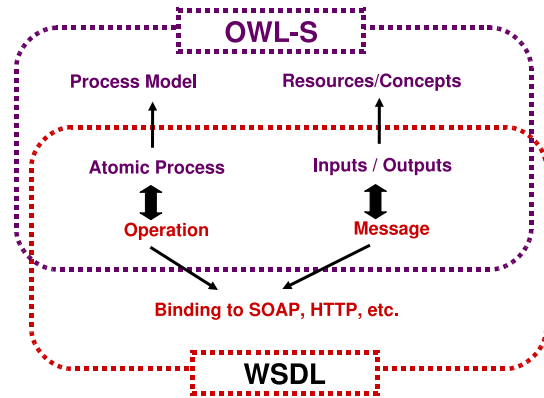 OWL-S
Process Model
Resources/Concepts
Atomic Process
Inputs / Outputs
Operation
Message
Binding to SOAP, HTTP, etc.
WSDL